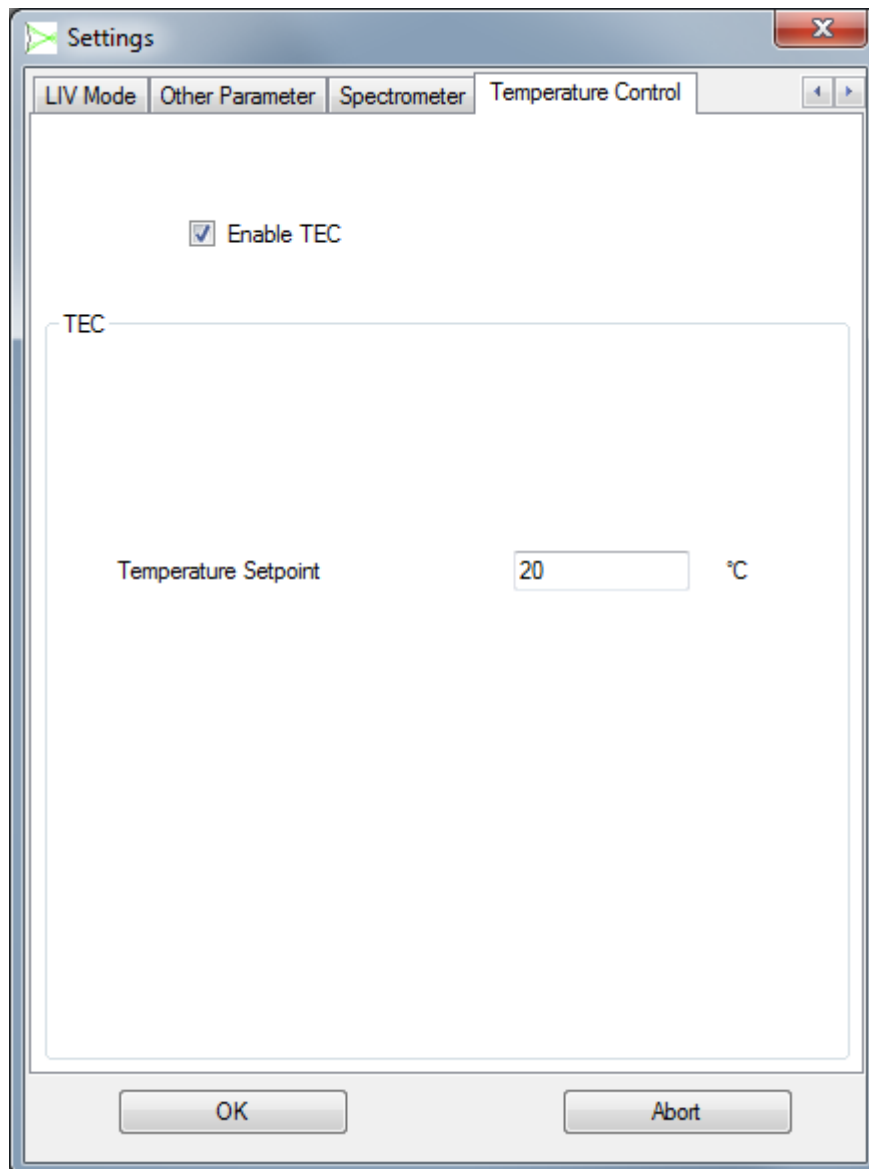 Settings
LIV Mode Other Parameter Spectrometer Temperature Control
Enable TEC
TEC
Temperature Setpoint 20 °C
OK Abort